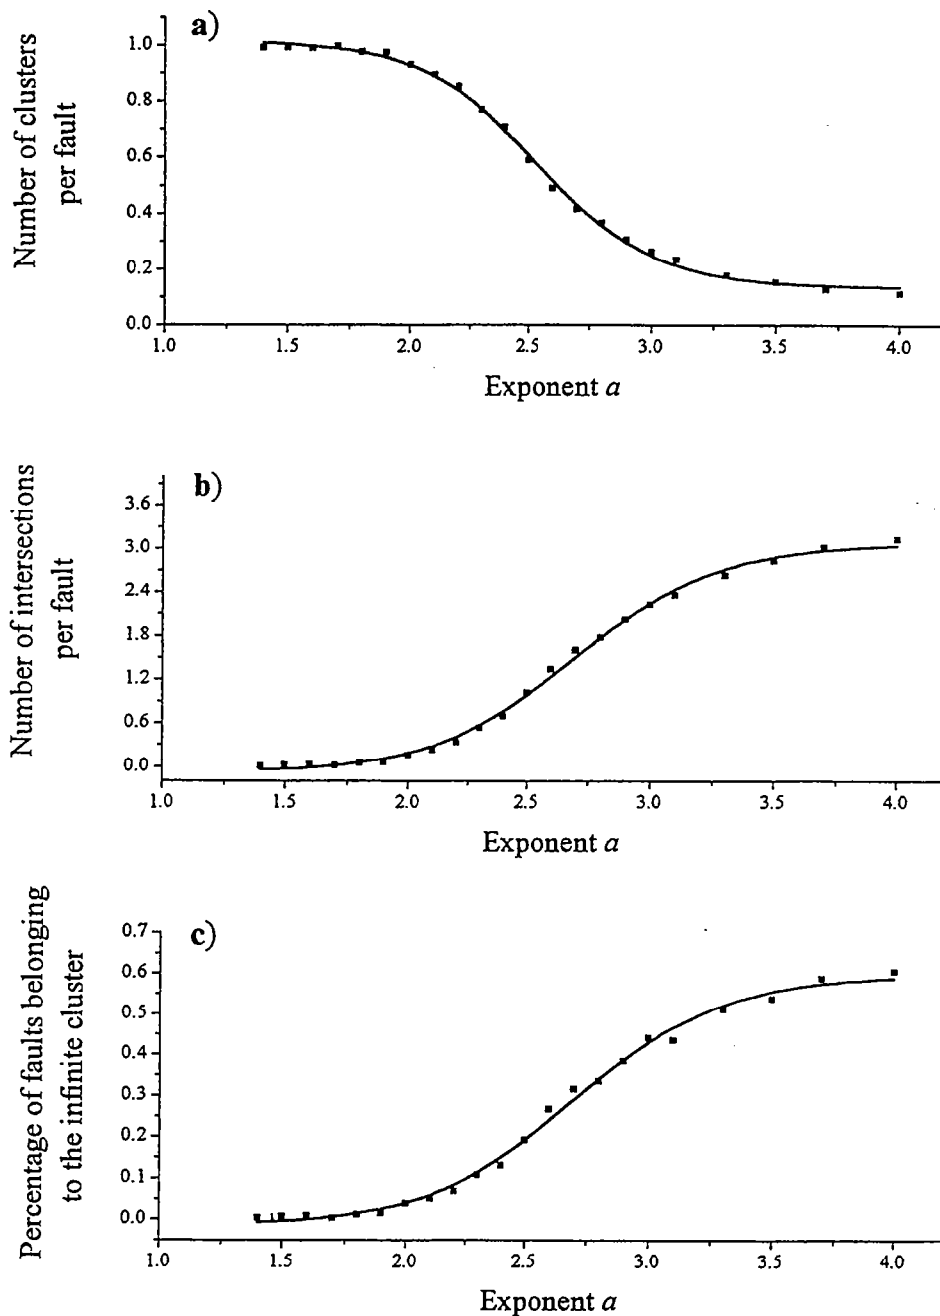 a)
Number of clusters
per fault
1.0
0.8
0.6
0.4
0.2
0.0
1.0 1.5 2.0 2.5 3.0 3.5 4.0
Exponent a
b)
Number of intersections
per fault
3.6
3.0
2.4
1.8
1.2
0.6
0.0
1.0 1.5 2.0 2.5 3.0 3.5 4.0
Exponent a
c)
Percentage of faults belonging
to the infinite cluster
0.7
0.6
0.5
0.4
0.3
0.2
0.1
0.0
1.0 1.5 2.0 2.5 3.0 3.5 4.0
Exponent a